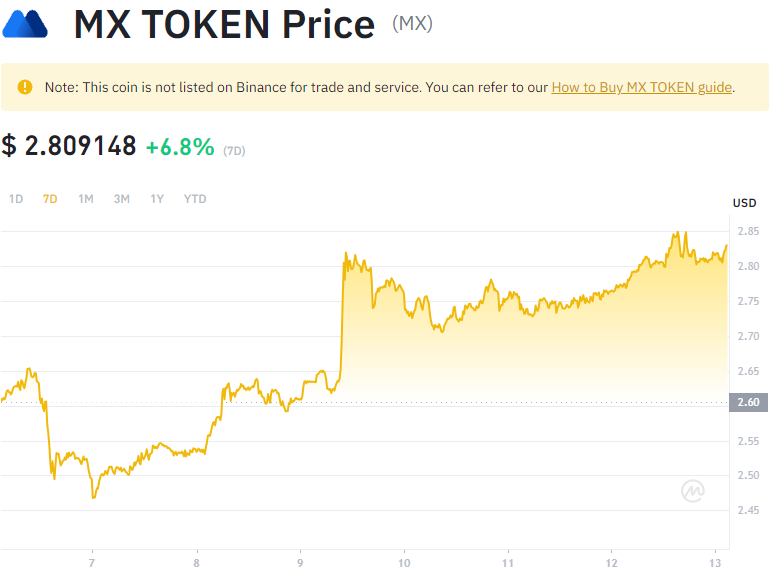 MX TOKEN Price (MX)
Note: This coin is not listed on Binance for trade and service. You can refer to our How to Buy MX TOKEN guide.
$ 2.809148 +6.8% (7D)
1D 7D 1M 3M 1Y YTD
USD
2.85
2.80
2.75
2.70
2.65
2.60
2.55
2.50
2.45
7 8 9 10 11 12 13